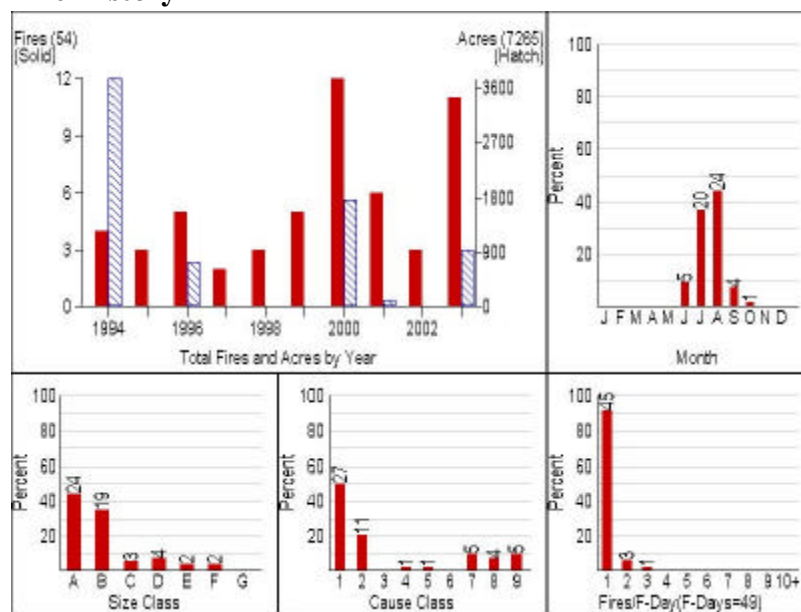 Fires (54)
(Solid)
Acres (7265)
(Hatch)
12
9
6
3
0
3600
2700
1800
900
0
1994 1996 1998 2000 2002
Total Fires and Acres by Year
100
80
60
40
20
Percent
5 20 24 4 1
J F M A M J J A S O N D
Month
100
80
60
40
20
Percent
24 19 3 4 2 2
A B C D E F G
Size Class
100
80
60
40
20
Percent
27 11 1 1 5 4 5
1 2 3 4 5 6 7 8 9
Cause Class
100
80
60
40
20
Percent
45 3 1
1 2 3 4 5 6 7 8 9 10+
Fires/F-Day(F-Days=49)